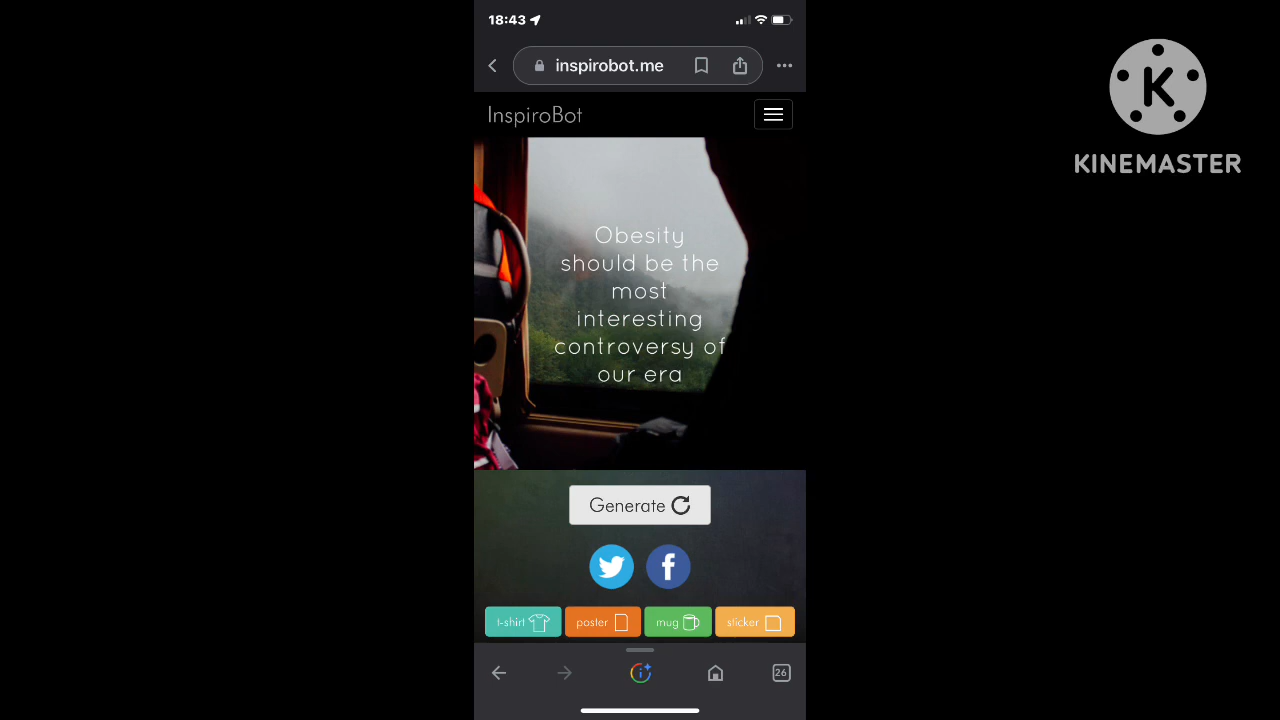 18:43
inspirobot.me
InspiroBot
K
KINEMASTER
Obesity
should be the
most
interesting
controversy of
our era
Generate
f
t-shirt
poster
mug
sticker
26